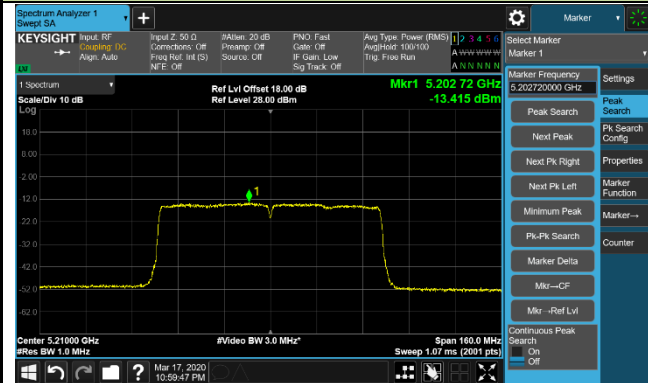 Spectrum Analyzer 1
Swept SA
Marker
KEYSIGHT
Input: RF
Coupling: DC
Align: Auto
Input Z: 50 Ω
Corrections: Off
Freq Ref: Int (S)
NFE: Off
#Atten: 20 dB
Preamp: Off
Source: Off
PNO: Fast
Gate: Off
IF Gain: Low
Sig Track: Off
Avg Type: Power (RMS)
Avg|Hold: 100/100
Trig: Free Run
1 2 3 4 5 6
A W W W W W
A N N N N N
LXI
Select Marker
Marker 1
1 Spectrum
Scale/Div 10 dB
Log
Ref Lvl Offset 18.00 dB
Ref Level 28.00 dBm
Mkr1 5.202 72 GHz
-13.415 dBm
18.0
8.00
-2.00
-12.0
-22.0
-32.0
-42.0
-52.0
-62.0
1
Center 5.21000 GHz
#Res BW 1.0 MHz
#Video BW 3.0 MHz*
Span 160.0 MHz
Sweep 1.07 ms (2001 pts)
Marker Frequency
5.202720000 GHz
Peak Search
Next Peak
Next Pk Right
Next Pk Left
Minimum Peak
Pk-Pk Search
Marker Delta
Mkr→CF
Mkr→Ref Lvl
Continuous Peak
Search
On
Off
Settings
Peak
Search
Pk Search
Config
Properties
Marker
Function
Marker→
Counter
Mar 17, 2020
10:59:47 PM